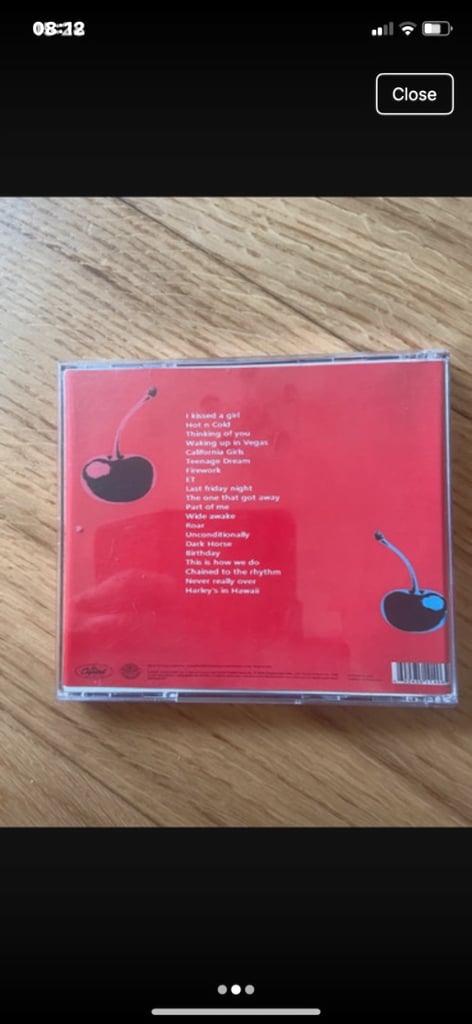 Close
I kissed a girl
Hot n Cold
Thinking of you
Waking up in Vegas
California Girls
Teenage Dream
Firework
ET
Last friday night
The one that got away
Part of me
Wide awake
Roar
Unconditionally
Dark Horse
Birthday
This is how we do
Chained to the rhythm
Never really over
Harley's in Hawaii
Capitol